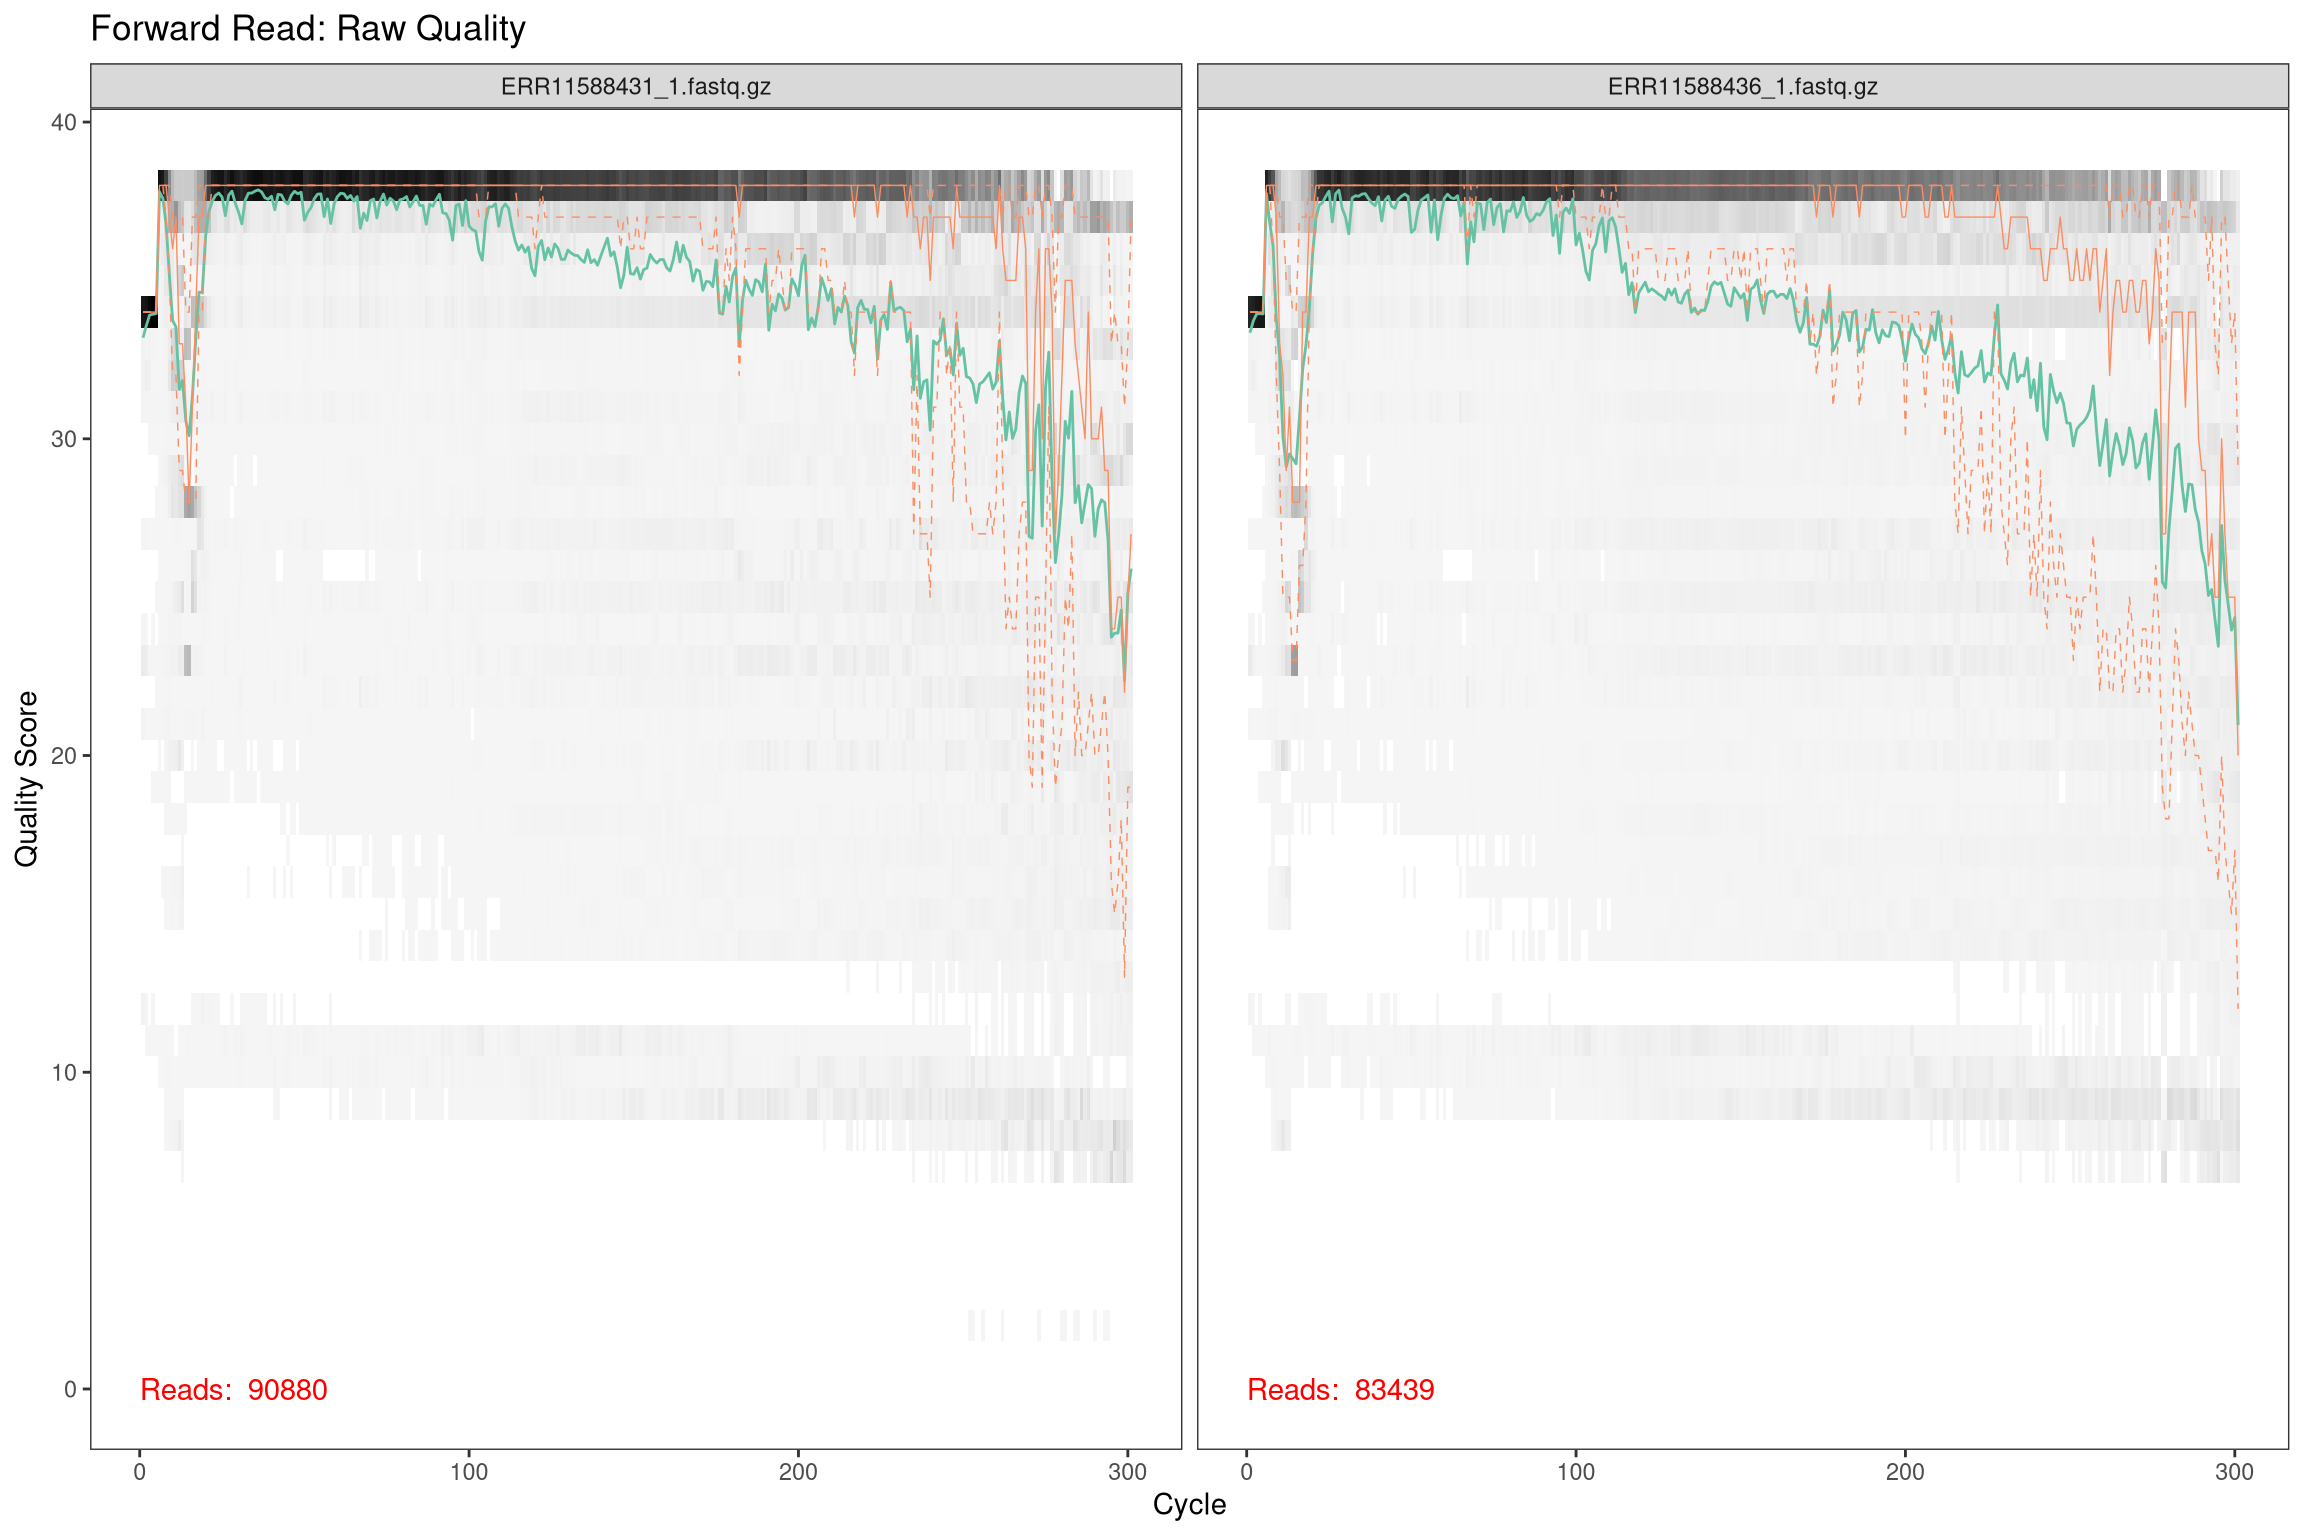 Forward Read: Raw Quality
ERR11588431_1.fastq.gz
ERR11588436_1.fastq.gz
40
30
20
10
0
Quality Score
Reads: 90880
Reads: 83439
0 100 200 300
0 100 200 300
Cycle